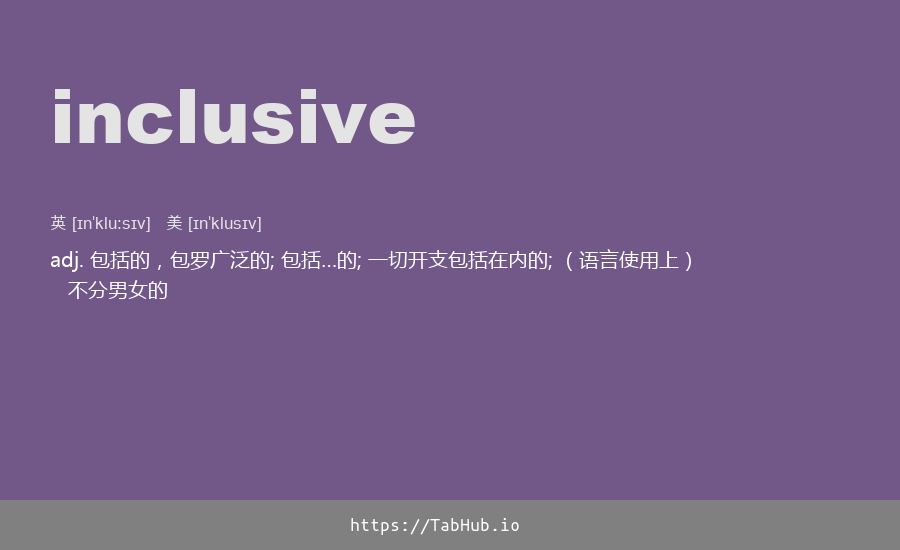 inclusive
英 [ɪnˈkluːsɪv] 美 [ɪnˈklusɪv]
adj. 包括的，包罗广泛的; 包括…的; 一切开支包括在内的; （语言使用上）
不分男女的
https://TabHub.io